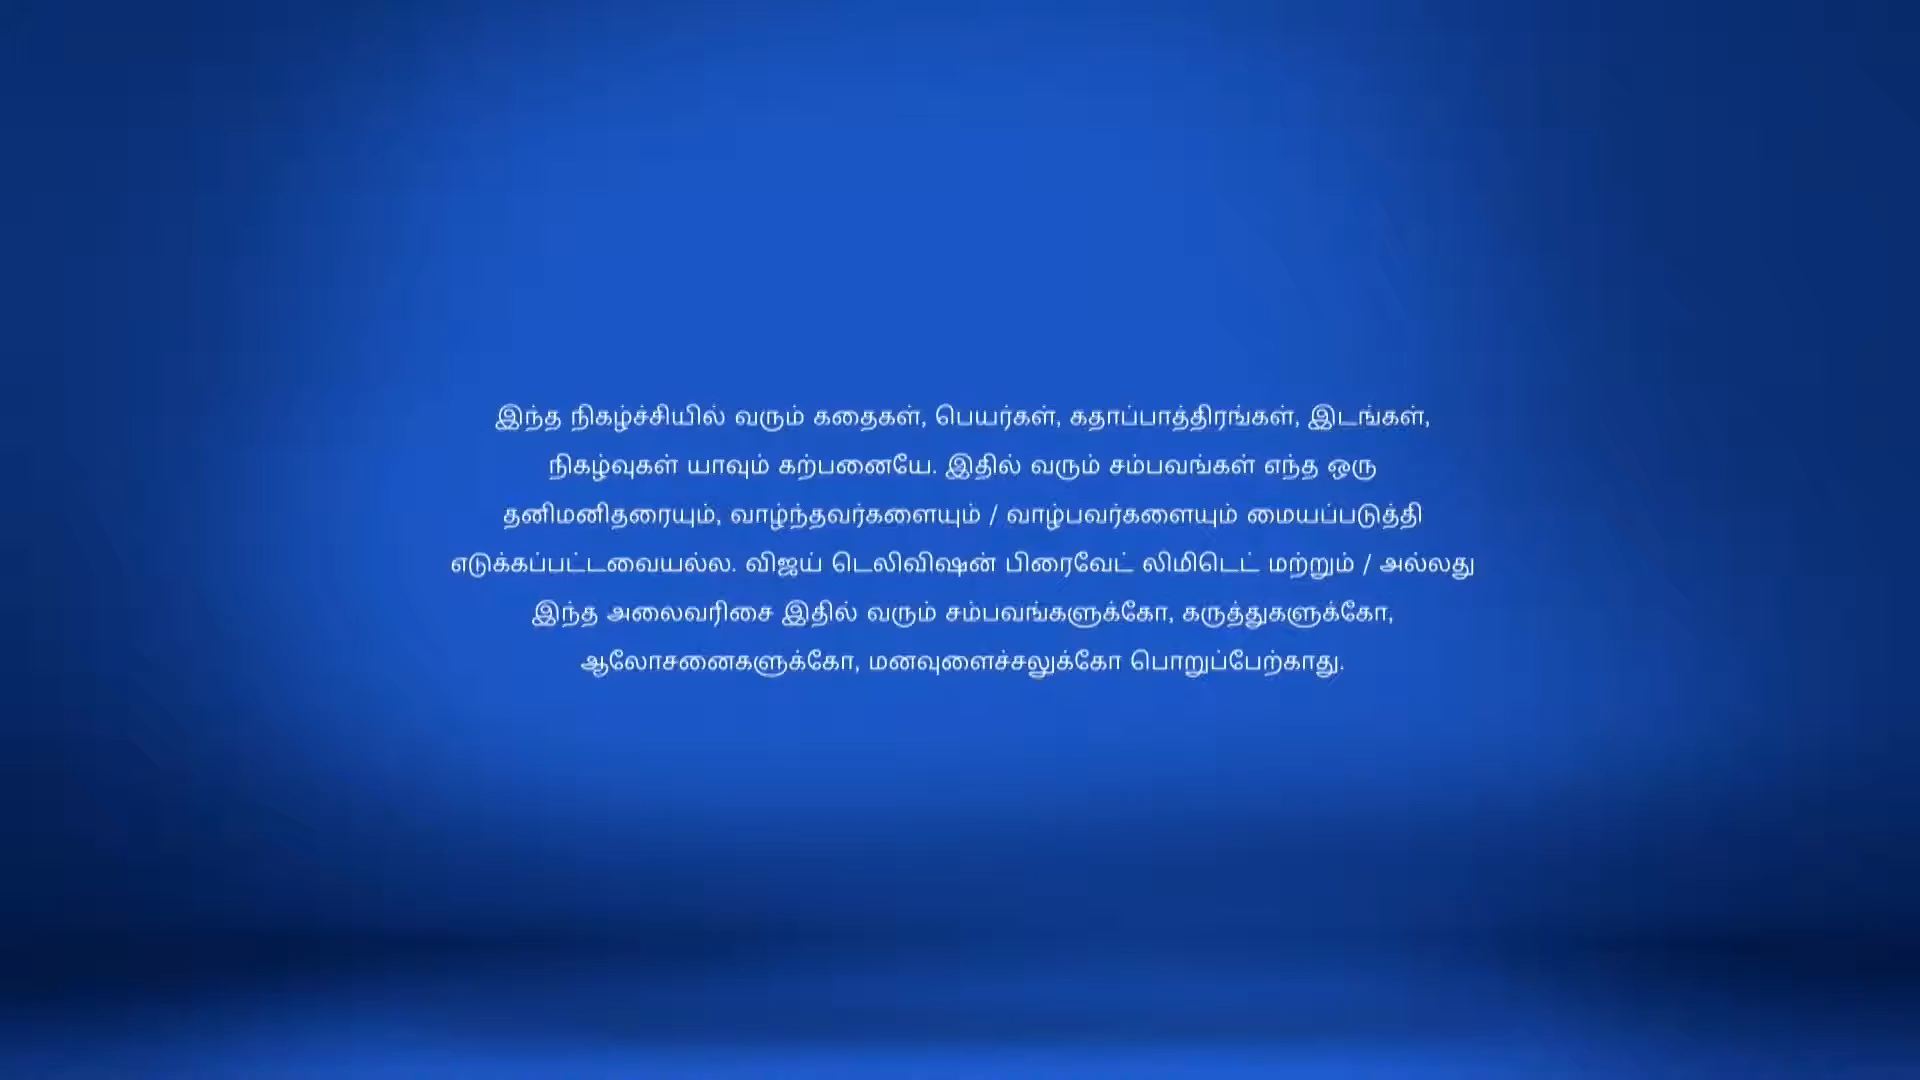 இந்த நிகழ்ச்சியில் வரும் கதைகள், பெயர்கள், கதாப்பாத்திரங்கள், இடங்கள்,
நிகழ்வுகள் யாவும் கற்பனையே. இதில் வரும் சம்பவங்கள் எந்த ஒரு
தனிமனிதரையும், வாழ்ந்தவர்களையும் / வாழ்பவர்களையும் மையப்படுத்தி
எடுக்கப்பட்டவையல்ல. விஜய் டெலிவிஷன் பிரைவேட் லிமிடெட் மற்றும் / அல்லது
இந்த அலைவரிசை இதில் வரும் சம்பவங்களுக்கோ, கருத்துகளுக்கோ,
ஆலோசனைகளுக்கோ, மனவுளைச்சலுக்கோ பொறுப்பேற்காது.